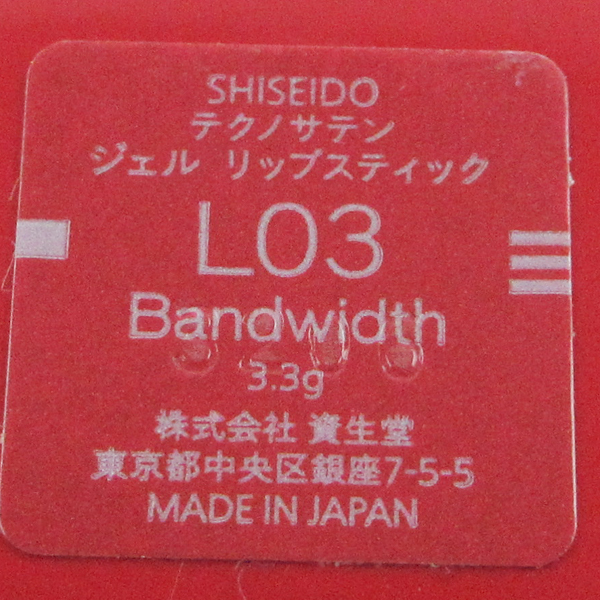 SHISEIDO
テクノサテン
ジェル リップスティック
L03
Bandwidth
3.3g
株式会社 資生堂
東京都中央区銀座7-5-5
MADE IN JAPAN